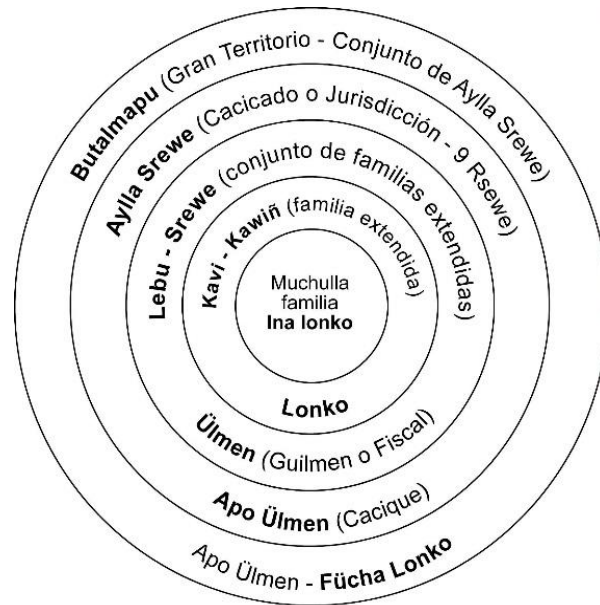 Butalmapu (Gran Territorio - Conjunto de Aylla Srewe)
Aylla Srewe (Cacicado o Jurisdicción - 9 Rsewe)
Lebu - Srewe (conjunto de familias extendidas)
Kavi - Kawiñ (familia extendida)
Muchulla
familia
Ina lonko
Lonko
Ülmen (Guilmen o Fiscal)
Apo Ülmen (Cacique)
Apo Ülmen - Fücha Lonko